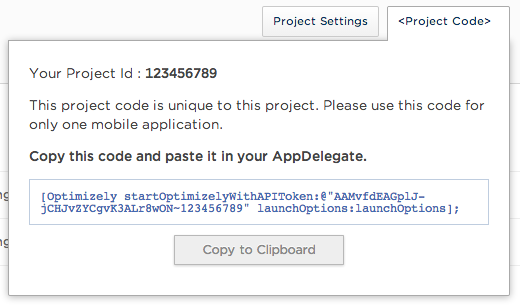 Project Settings
<Project Code>
Your Project Id : 123456789
This project code is unique to this project. Please use this code for
only one mobile application.
Copy this code and paste it in your AppDelegate.
[Optimizely startOptimizelyWithAPIToken:@"AAMvfdEAGplJ-
jCHJvZYCgvK3ALr8wON~123456789" launchOptions:launchOptions];
Copy to Clipboard